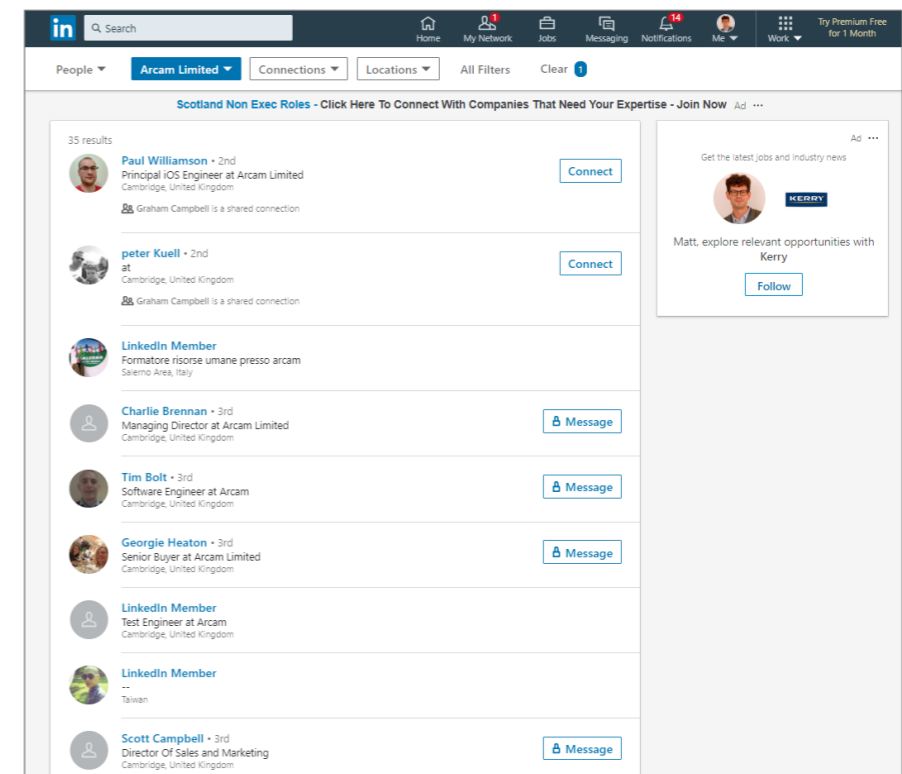 in Search
Home
1
My Network
Jobs
Messaging
14
Notifications
Me
Work
Try Premium Free
for 1 Month
People
Arcam Limited
Connections
Locations
All Filters
Clear 1
Scotland Non Exec Roles - Click Here To Connect With Companies That Need Your Expertise - Join Now Ad ···
35 results
Paul Williamson • 2nd
Principal iOS Engineer at Arcam Limited
Cambridge, United Kingdom
Graham Campbell is a shared connection
Connect
peter Kuell • 2nd
at
Cambridge, United Kingdom
Graham Campbell is a shared connection
Connect
LinkedIn Member
Formatore risorse umane presso arcam
Salerno Area, Italy
Charlie Brennan • 3rd
Managing Director at Arcam Limited
Cambridge, United Kingdom
Message
Tim Bolt • 3rd
Software Engineer at Arcam
Cambridge, United Kingdom
Message
Georgie Heaton • 3rd
Senior Buyer at Arcam Limited
Cambridge, United Kingdom
Message
LinkedIn Member
Test Engineer at Arcam
Cambridge, United Kingdom
LinkedIn Member
--
Taiwan
Scott Campbell • 3rd
Director Of Sales and Marketing
Cambridge, United Kingdom
Message
Ad ···
Get the latest jobs and industry news
KERRY
Matt, explore relevant opportunities with
Kerry
Follow